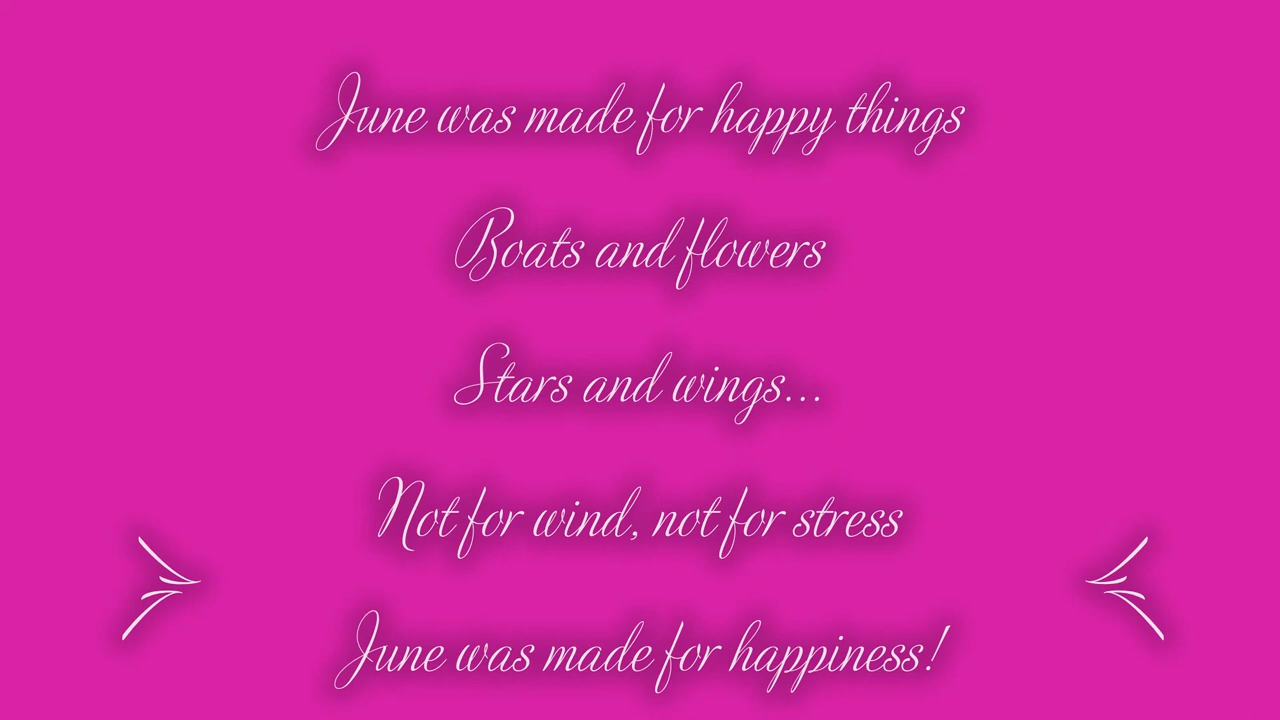 June was made for happy things
Boats and flowers
Stars and wings...
Not for wind, not for stress
June was made for happiness!